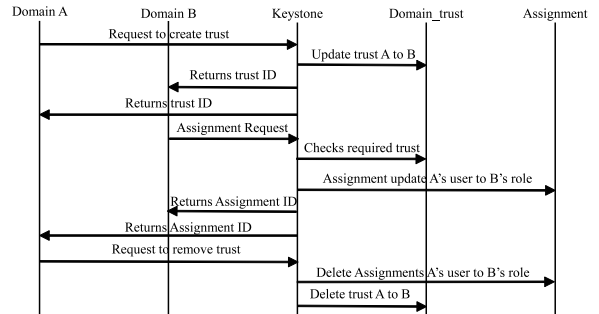 Domain A Domain B Keystone Domain_trust Assignment
Request to create trust
Update trust A to B
Returns trust ID
Returns trust ID
Assignment Request
Checks required trust
Assignment update A's user to B's role
Returns Assignment ID
Returns Assignment ID
Request to remove trust
Delete Assignments A's user to B's role
Delete trust A to B